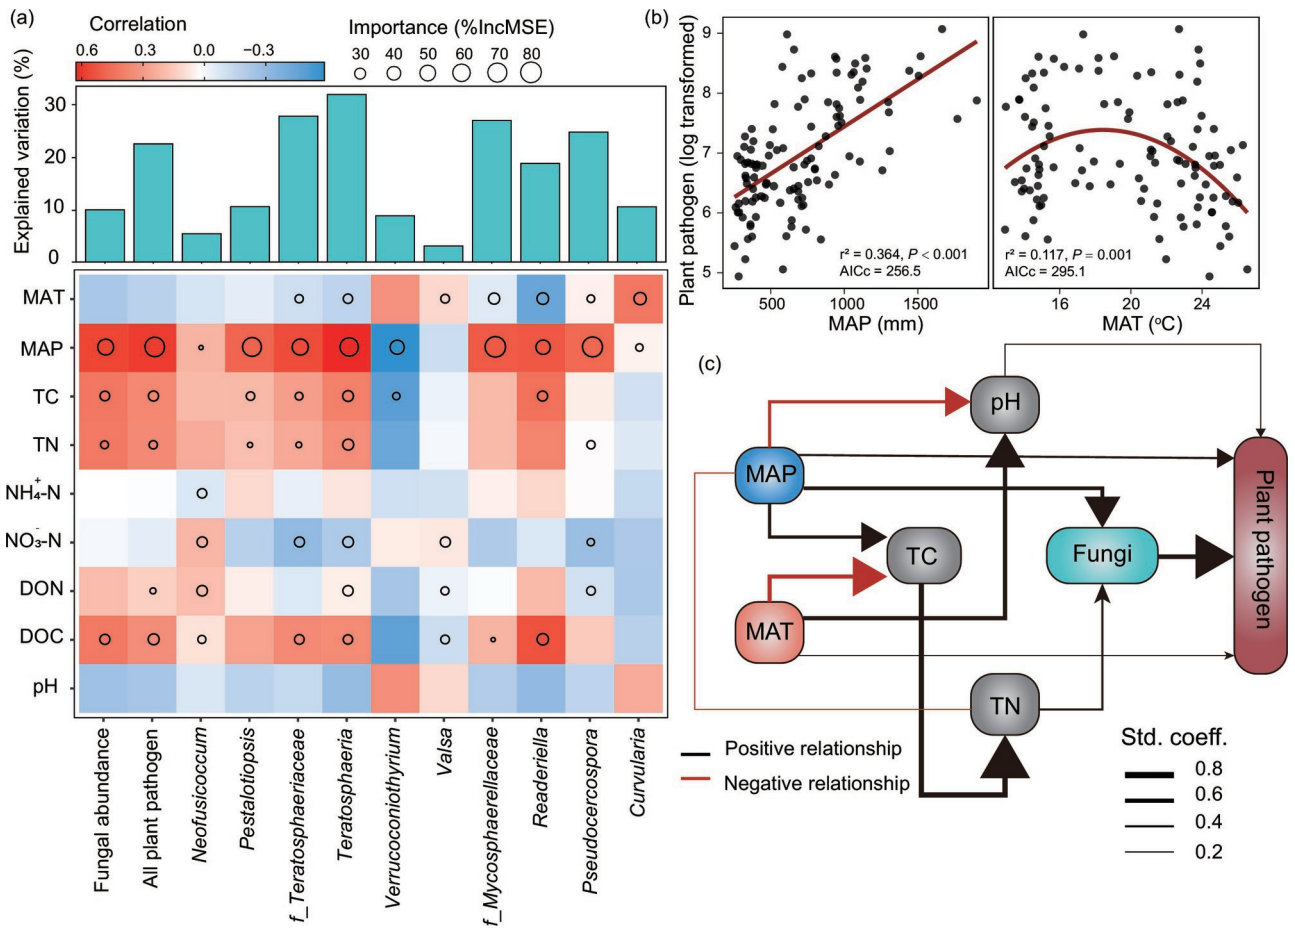 (a)
Correlation
0.6 0.3 0.0 −0.3
Importance (%IncMSE)
30 40 50 60 70 80
Explained variation (%)
30
20
10
0
MAT
MAP
TC
TN
NH₄⁺-N
NO₃⁻-N
DON
DOC
pH
Fungal abundance
All plant pathogen
Neofusicoccum
Pestalotiopsis
f_Teratosphaeriaceae
Teratosphaeria
Verrucoconiothyrium
Valsa
f_Mycosphaerellaceae
Readeriella
Pseudocercospora
Curvularia
(b)
Plant pathogen (log transformed)
9
8
7
6
5
r² = 0.364, P < 0.001
AICc = 256.5
500 1000 1500
MAP (mm)
r² = 0.117, P = 0.001
AICc = 295.1
16 20 24
MAT (°C)
(c)
pH
MAP
TC
Fungi
MAT
TN
Plant pathogen
Positive relationship
Negative relationship
Std. coeff.
0.8
0.6
0.4
0.2